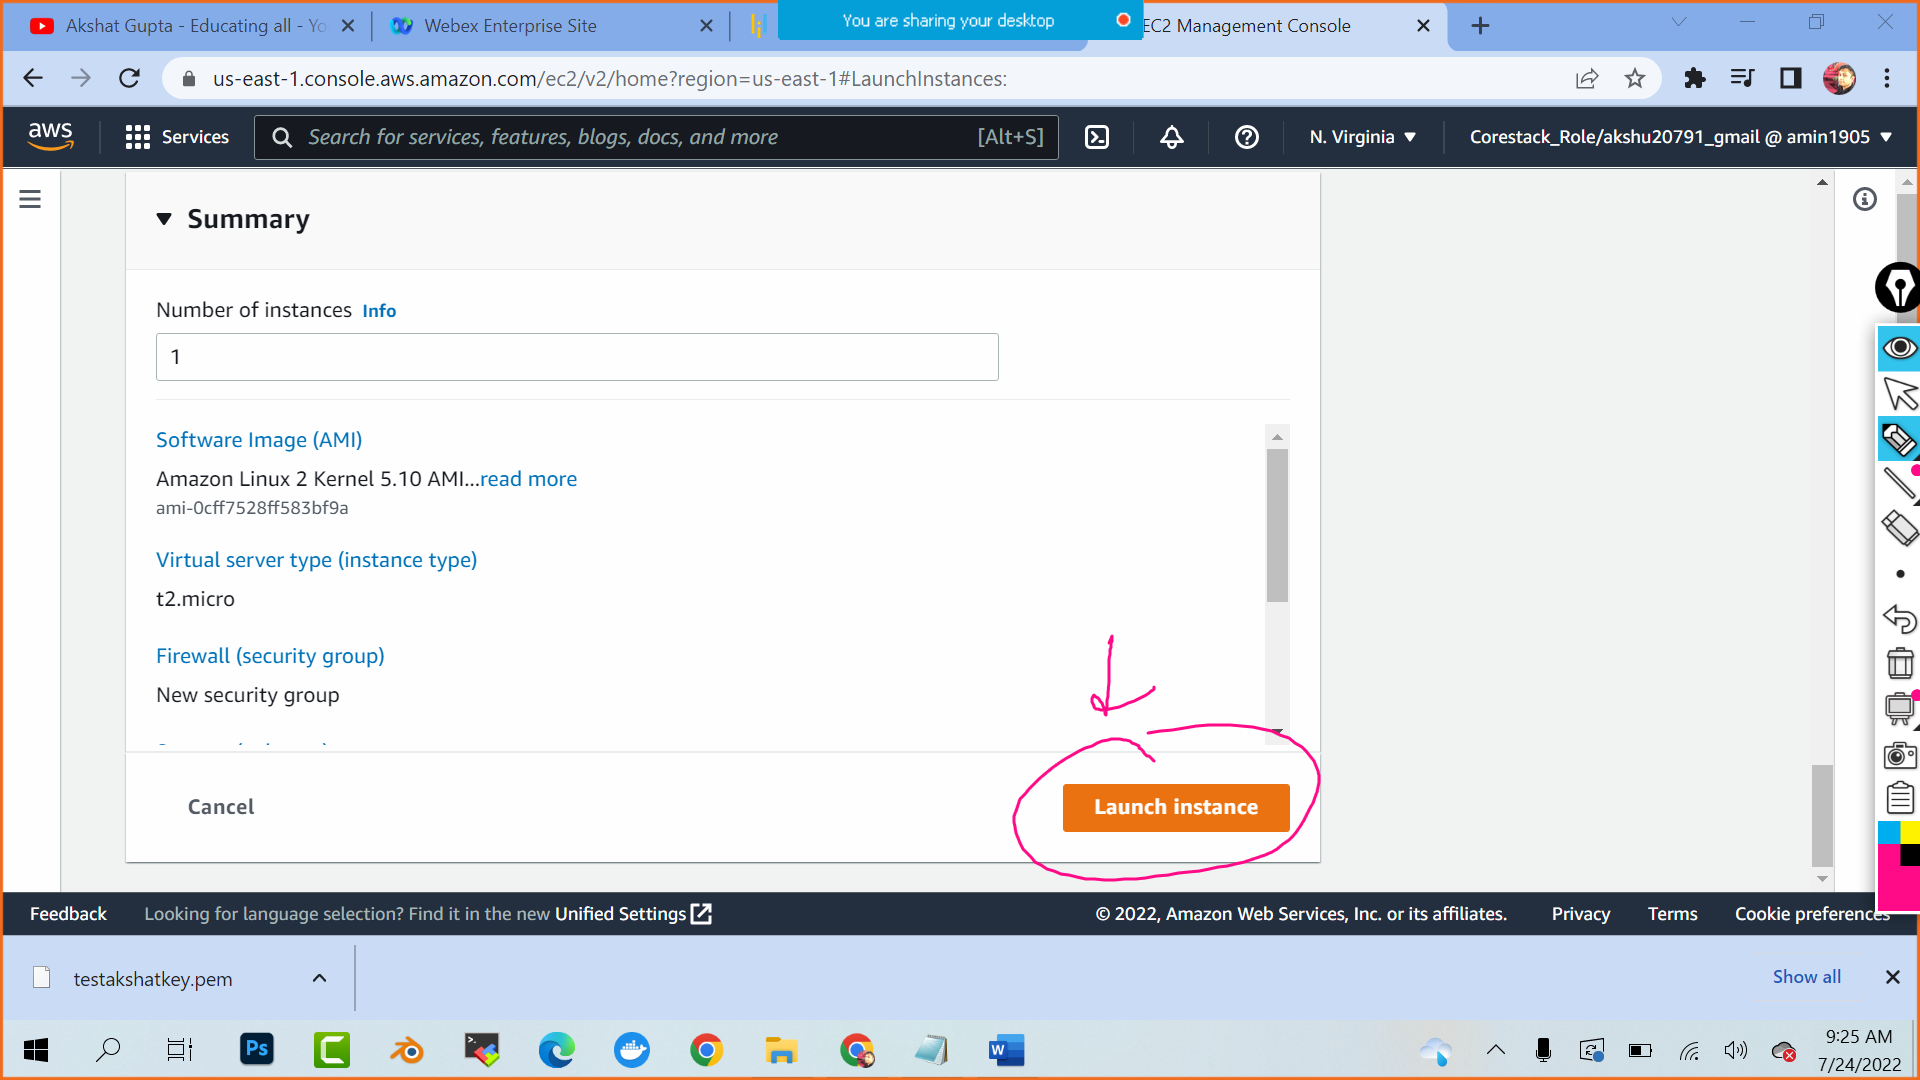 Akshat Gupta - Educating all - Yo
Webex Enterprise Site
You are sharing your desktop
EC2 Management Console
us-east-1.console.aws.amazon.com/ec2/v2/home?region=us-east-1#LaunchInstances:
aws
Services
Search for services, features, blogs, docs, and more
[Alt+S]
N. Virginia
Corestack_Role/akshu20791_gmail @ amin1905
Summary
Number of instances Info
1
Software Image (AMI)
Amazon Linux 2 Kernel 5.10 AMI...read more
ami-0cff7528ff583bf9a
Virtual server type (instance type)
t2.micro
Firewall (security group)
New security group
Cancel
Launch instance
Feedback
Looking for language selection? Find it in the new Unified Settings
© 2022, Amazon Web Services, Inc. or its affiliates.
Privacy
Terms
Cookie preferences
testakshatkey.pem
Show all
Ps
W
9:25 AM
7/24/2022